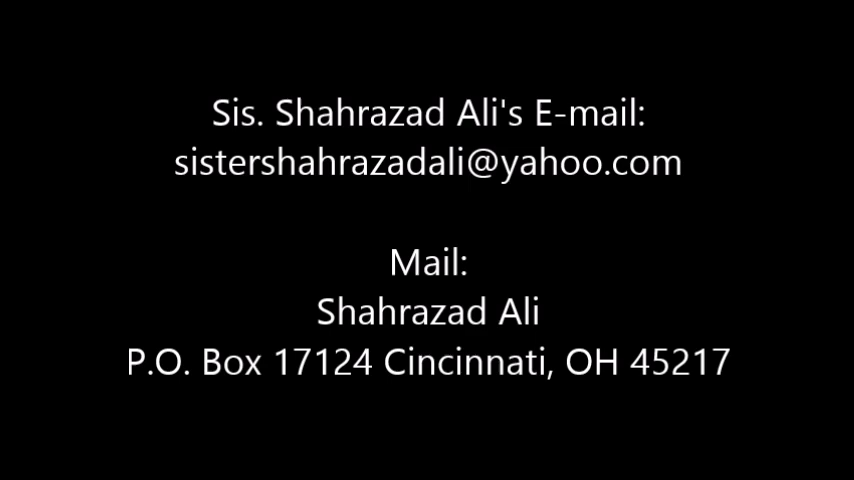 Sis. Shahrazad Ali's E-mail:
sistershahrazadali@yahoo.com
Mail:
Shahrazad Ali
P.O. Box 17124 Cincinnati, OH 45217